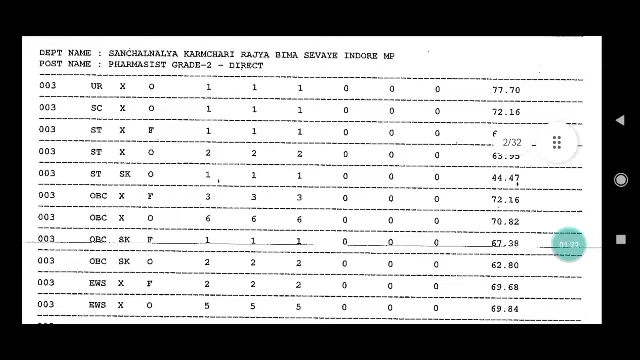 DEPT NAME : SANCHALNALYA KARMCHARI RAJYA BIMA SEVAYE INDORE MP
POST NAME : PHARMASIST GRADE-2 - DIRECT
003 UR X O 1 1 1 0 0 0 77.70
003 SC X O 1 1 1 0 0 0 72.16
003 ST X F 1 1 1 0 0 0 6
2/32
003 ST X O 2 2 2 0 0 0 63.95
003 ST SK O 1 1 1 0 0 0 44.47
003 OBC X F 3 3 3 0 0 0 72.16
003 OBC X O 6 6 6 0 0 0 70.82
003 OBC SK F 1 1 1 0 0 0 67.38
01:27
003 OBC SK O 2 2 2 0 0 0 62.80
003 EWS X F 2 2 2 0 0 0 69.68
003 EWS X O 5 5 5 0 0 0 69.84